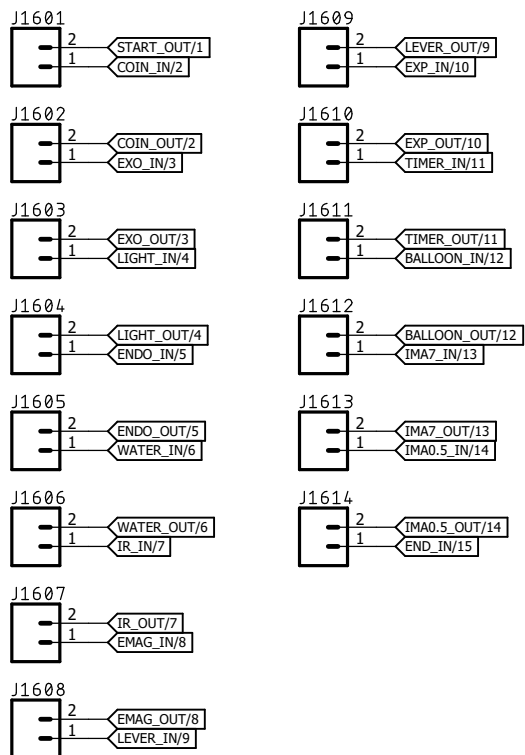 J1601
2 START_OUT/1
1 COIN_IN/2
J1602
2 COIN_OUT/2
1 EXO_IN/3
J1603
2 EXO_OUT/3
1 LIGHT_IN/4
J1604
2 LIGHT_OUT/4
1 ENDO_IN/5
J1605
2 ENDO_OUT/5
1 WATER_IN/6
J1606
2 WATER_OUT/6
1 IR_IN/7
J1607
2 IR_OUT/7
1 EMAG_IN/8
J1608
2 EMAG_OUT/8
1 LEVER_IN/9
J1609
2 LEVER_OUT/9
1 EXP_IN/10
J1610
2 EXP_OUT/10
1 TIMER_IN/11
J1611
2 TIMER_OUT/11
1 BALLOON_IN/12
J1612
2 BALLOON_OUT/12
1 IMA7_IN/13
J1613
2 IMA7_OUT/13
1 IMA0.5_IN/14
J1614
2 IMA0.5_OUT/14
1 END_IN/15